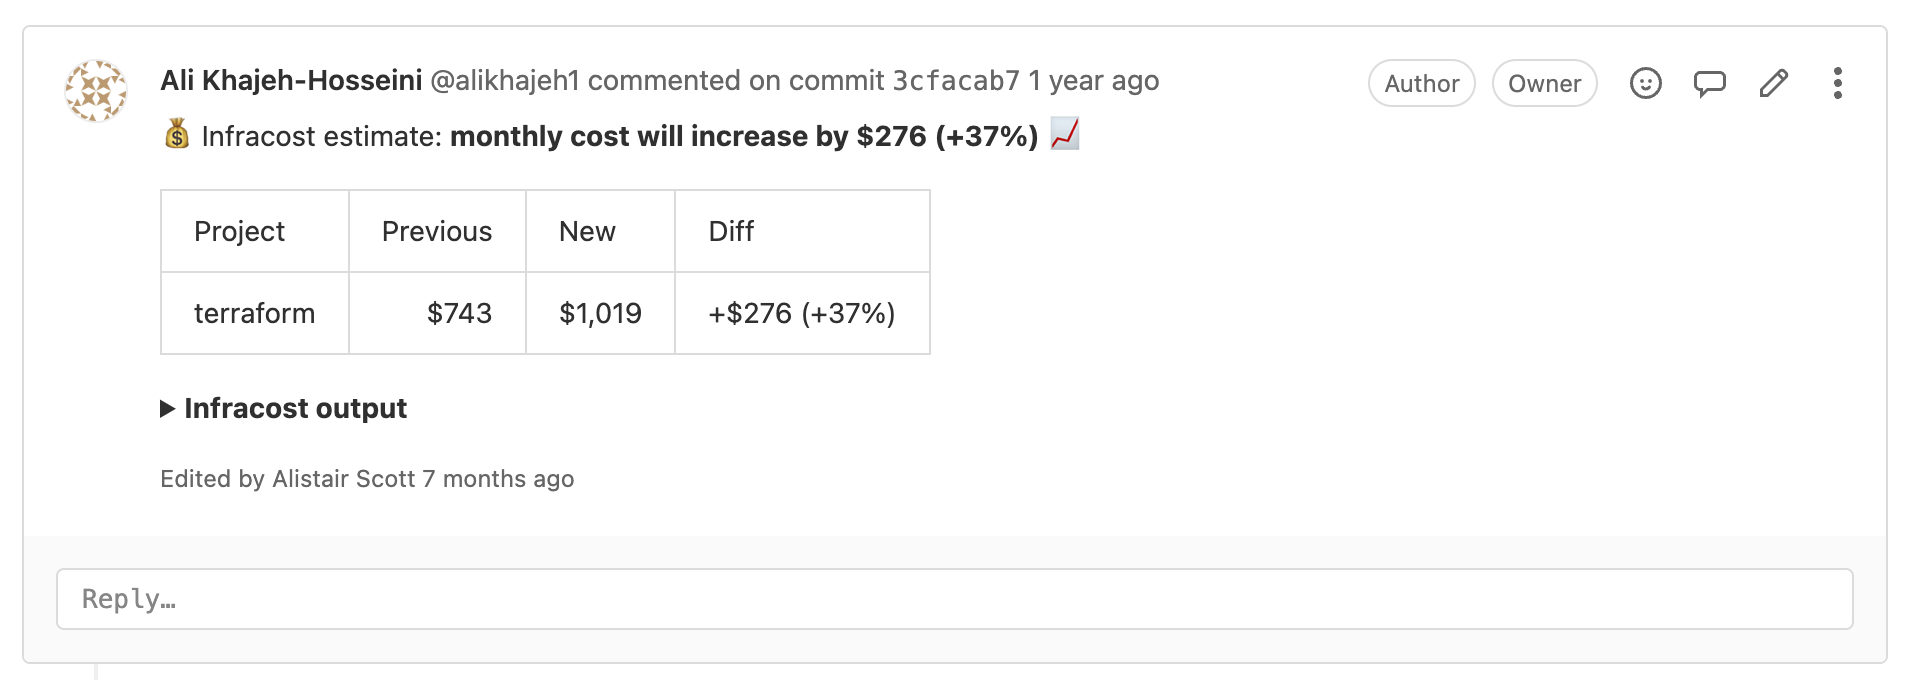 Ali Khajeh-Hosseini @alikhajeh1 commented on commit 3cfacab7 1 year ago
Author Owner
💰 Infracost estimate: monthly cost will increase by $276 (+37%) 📈
Project Previous New Diff
terraform $743 $1,019 +$276 (+37%)
▶ Infracost output
Edited by Alistair Scott 7 months ago
Reply…